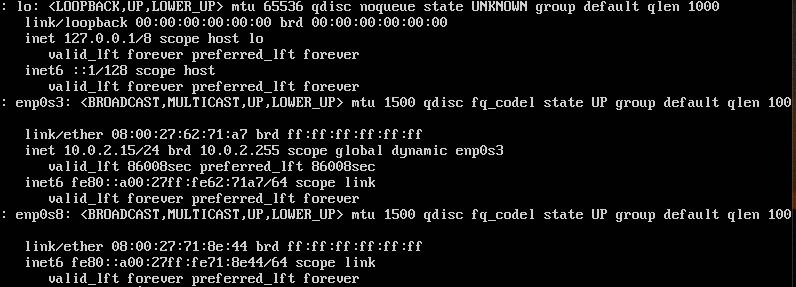 : lo: <LOOPBACK,UP,LOWER_UP> mtu 65536 qdisc noqueue state UNKNOWN group default qlen 1000
link/loopback 00:00:00:00:00:00 brd 00:00:00:00:00:00
inet 127.0.0.1/8 scope host lo
valid_lft forever preferred_lft forever
inet6 ::1/128 scope host
valid_lft forever preferred_lft forever
: enp0s3: <BROADCAST,MULTICAST,UP,LOWER_UP> mtu 1500 qdisc fq_codel state UP group default qlen 100
link/ether 08:00:27:62:71:a7 brd ff:ff:ff:ff:ff:ff
inet 10.0.2.15/24 brd 10.0.2.255 scope global dynamic enp0s3
valid_lft 86008sec preferred_lft 86008sec
inet6 fe80::a00:27ff:fe62:71a7/64 scope link
valid_lft forever preferred_lft forever
: enp0s8: <BROADCAST,MULTICAST,UP,LOWER_UP> mtu 1500 qdisc fq_codel state UP group default qlen 100
link/ether 08:00:27:71:8e:44 brd ff:ff:ff:ff:ff:ff
inet6 fe80::a00:27ff:fe71:8e44/64 scope link
valid_lft forever preferred_lft forever